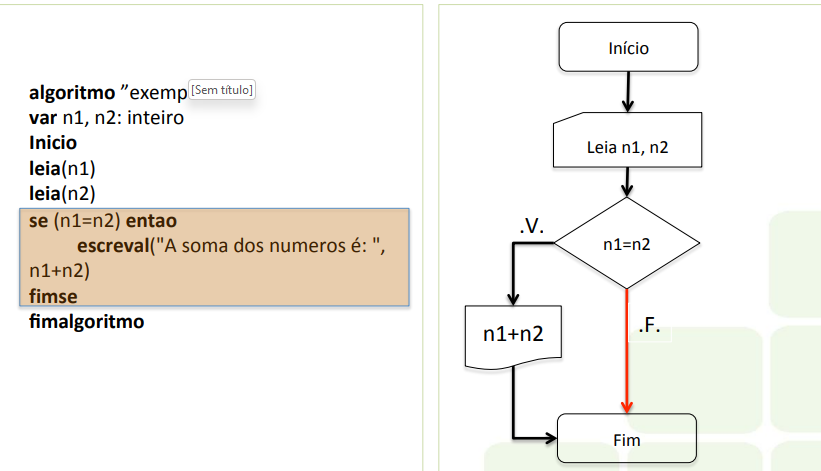 algoritmo ”exemp
[Sem título]
var n1, n2: inteiro
Inicio
leia(n1)
leia(n2)
se (n1=n2) entao
escreval("A soma dos numeros é: ",
n1+n2)
fimse
fimalgoritmo
Início
Leia n1, n2
n1=n2
.V.
n1+n2
.F.
Fim